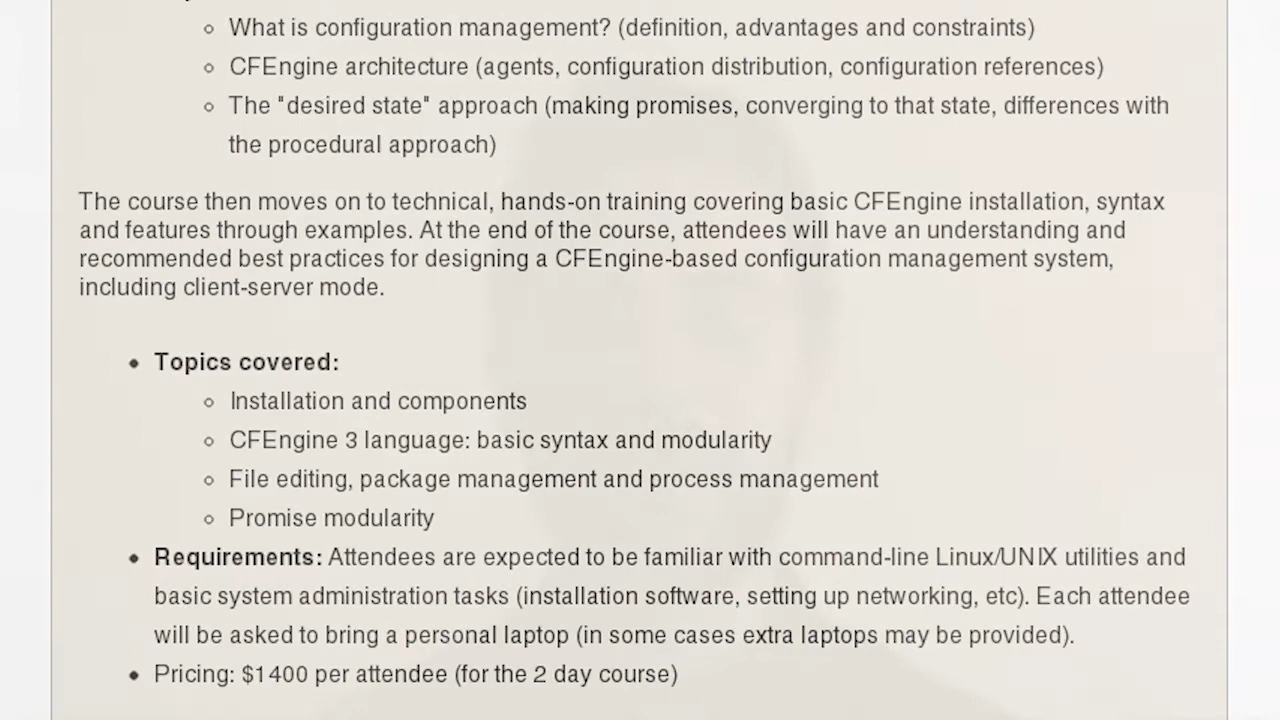 What is configuration management? (definition, advantages and constraints)
CFEngine architecture (agents, configuration distribution, configuration references)
The "desired state" approach (making promises, converging to that state, differences with
the procedural approach)
The course then moves on to technical, hands-on training covering basic CFEngine installation, syntax
and features through examples. At the end of the course, attendees will have an understanding and
recommended best practices for designing a CFEngine-based configuration management system,
including client-server mode.
Topics covered:
Installation and components
CFEngine 3 language: basic syntax and modularity
File editing, package management and process management
Promise modularity
Requirements: Attendees are expected to be familiar with command-line Linux/UNIX utilities and
basic system administration tasks (installation software, setting up networking, etc). Each attendee
will be asked to bring a personal laptop (in some cases extra laptops may be provided).
Pricing: $1400 per attendee (for the 2 day course)